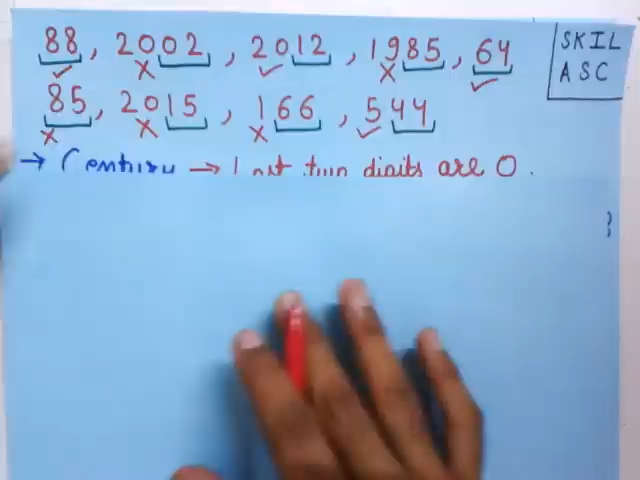 88, 2002, 2012, 1985, 64
85, 2015, 166, 544
→ Century → Last two digits are 0.
SKIL
ASC